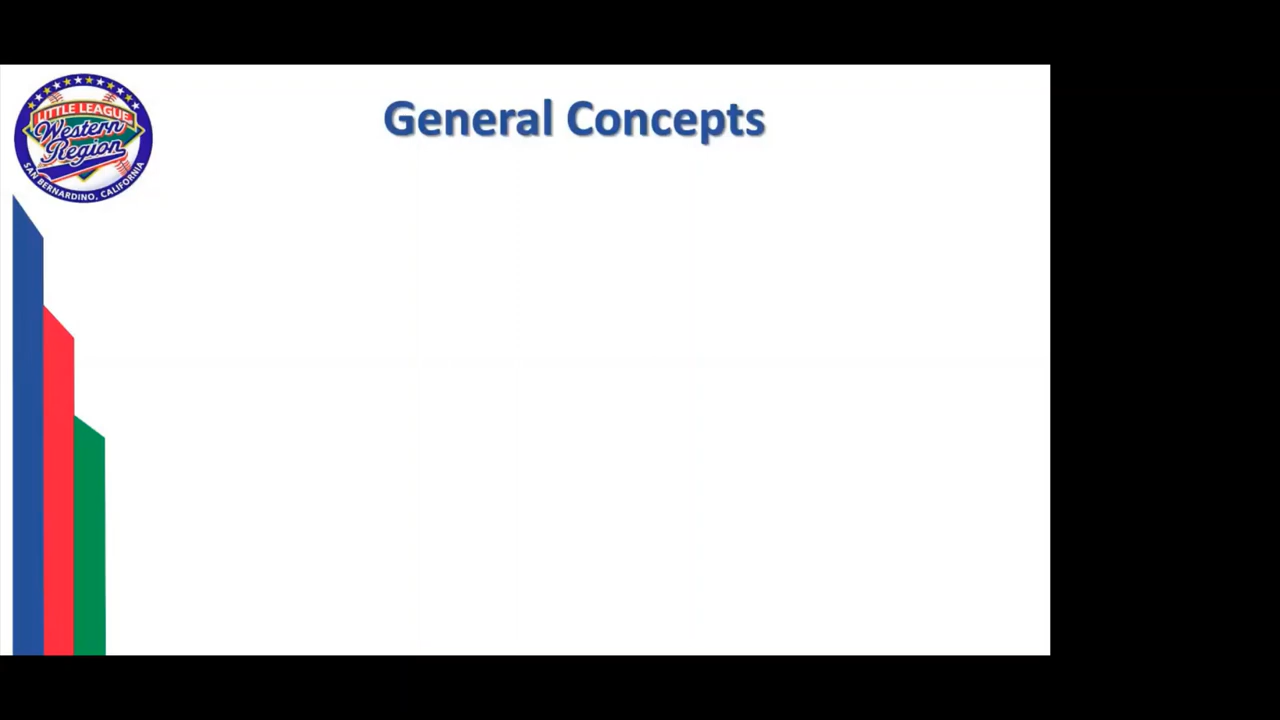 General Concepts
LITTLE LEAGUE
Western
Region
SAN BERNARDINO, CALIFORNIA